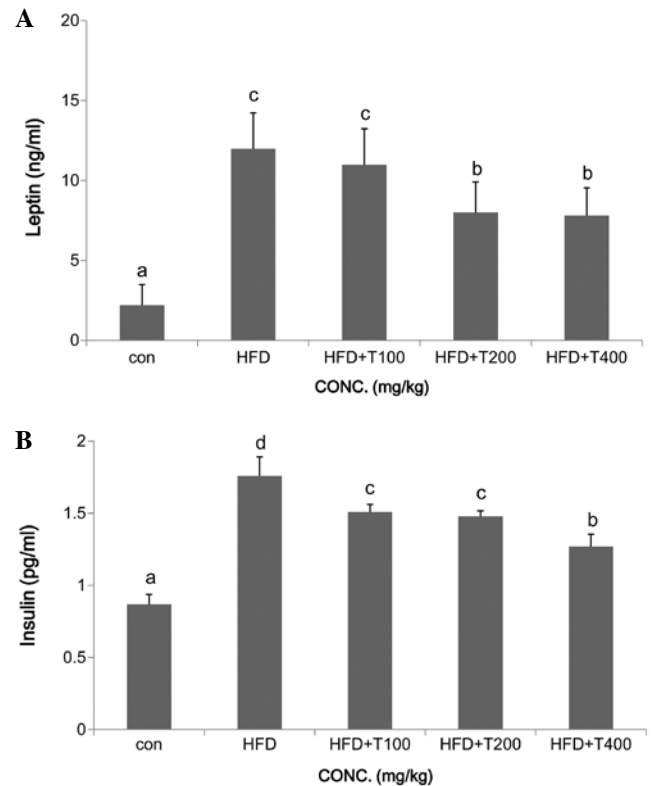 A
Leptin (ng/ml)
20
15
10
5
0
a
c
c
b
b
con HFD HFD+T100 HFD+T200 HFD+T400
CONC. (mg/kg)
B
Insulin (pg/ml)
2
1.5
1
0.5
0
a
d
c
c
b
con HFD HFD+T100 HFD+T200 HFD+T400
CONC. (mg/kg)